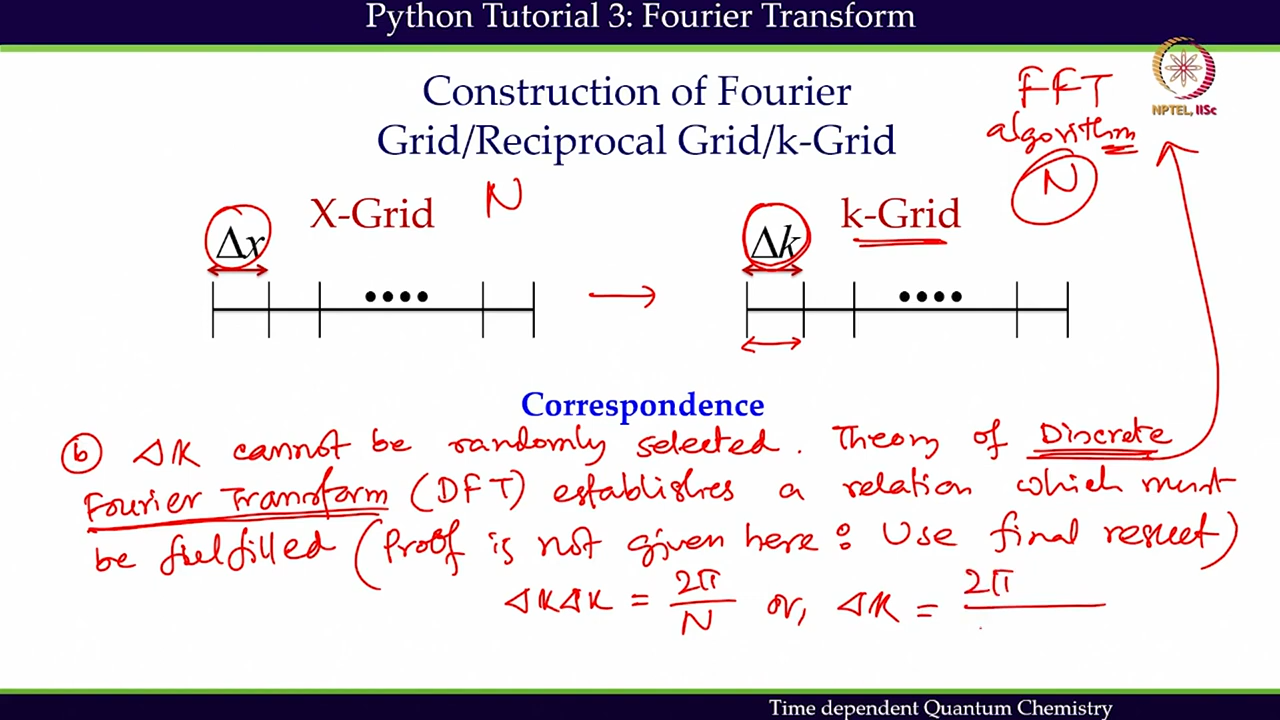 Python Tutorial 3: Fourier Transform
Construction of Fourier
Grid/Reciprocal Grid/k-Grid
FFT
algorithm
N
NPTEL, IISc
X-Grid
N
k-Grid
Δx
Δk
Correspondence
ⓑ ΔK cannot be randomly selected. Theory of Discrete
Fourier Transform (DFT) establishes a relation which must
be fulfilled (Proof is not given here: Use final result)
ΔKΔK = 2π/N or, ΔK = 2π/
Time dependent Quantum Chemistry